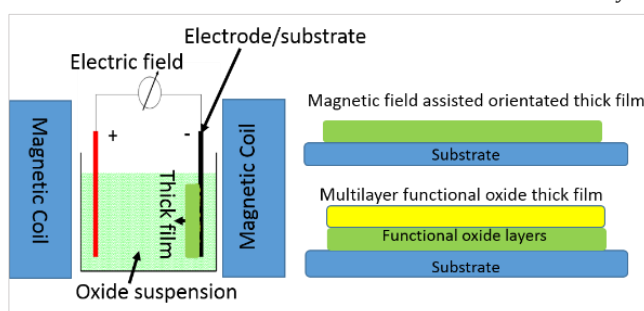 Electrode/substrate
Electric field
Magnetic Coil
+
-
Thick film
Magnetic Coil
Oxide suspension
Magnetic field assisted orientated thick film
Substrate
Multilayer functional oxide thick film
Functional oxide layers
Substrate